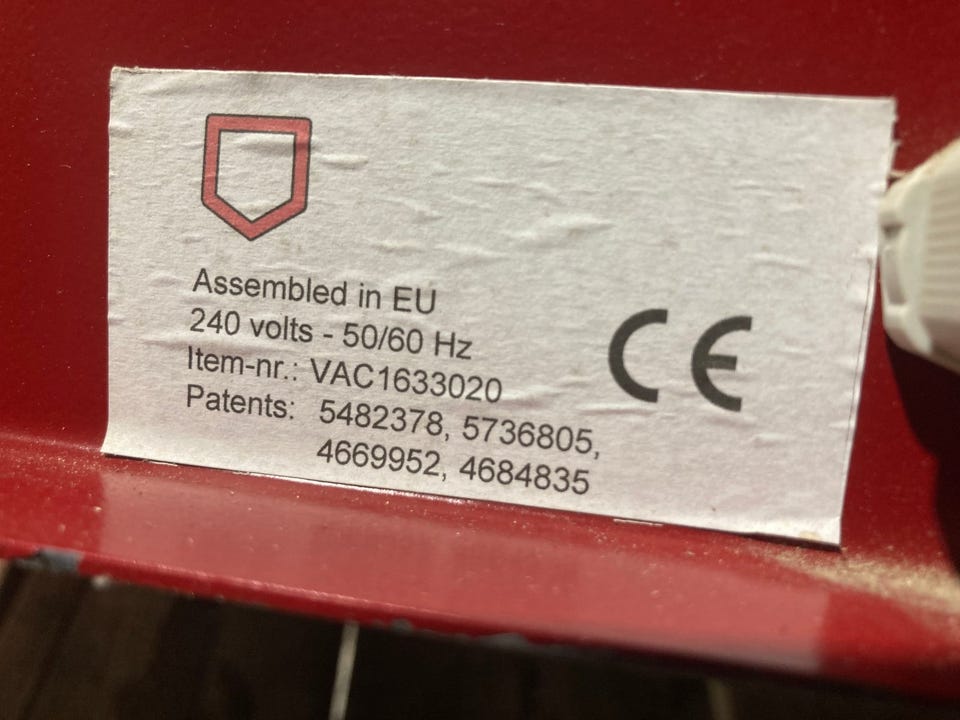 Assembled in EU
240 volts - 50/60 Hz
Item-nr.: VAC1633020
Patents: 5482378, 5736805,
4669952, 4684835
CE